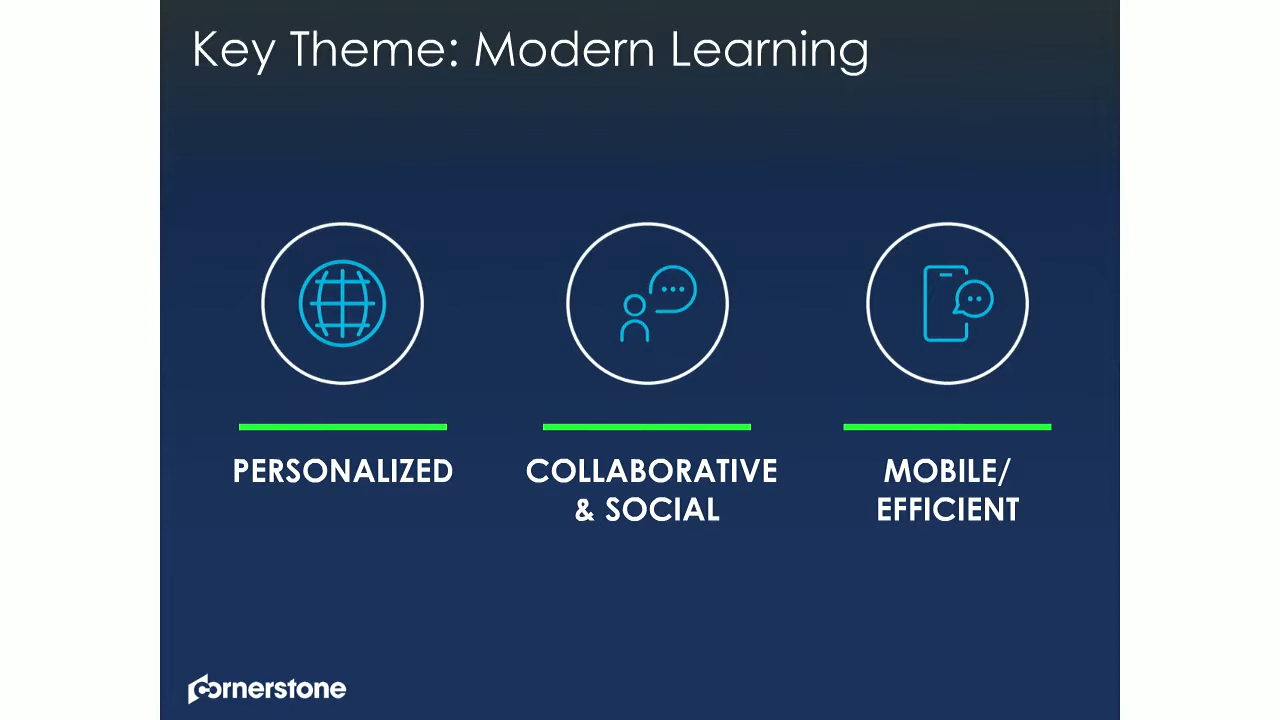 Key Theme: Modern Learning
PERSONALIZED
COLLABORATIVE
& SOCIAL
MOBILE/
EFFICIENT
cornerstone